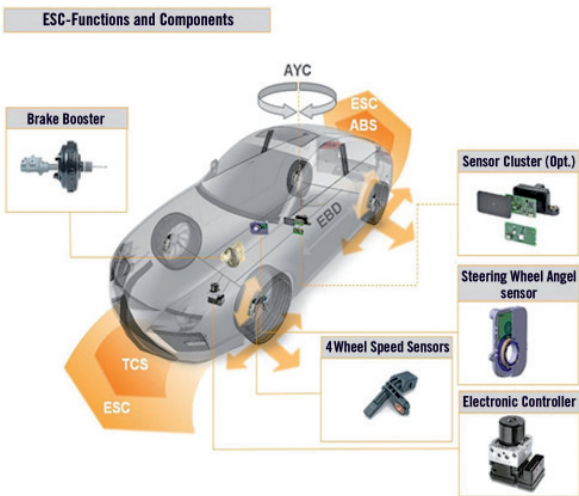 ESC-Functions and Components
AYC
ESC
ABS
Brake Booster
Sensor Cluster (Opt.)
EBD
Steering Wheel Angel
sensor
4 Wheel Speed Sensors
TCS
ESC
Electronic Controller